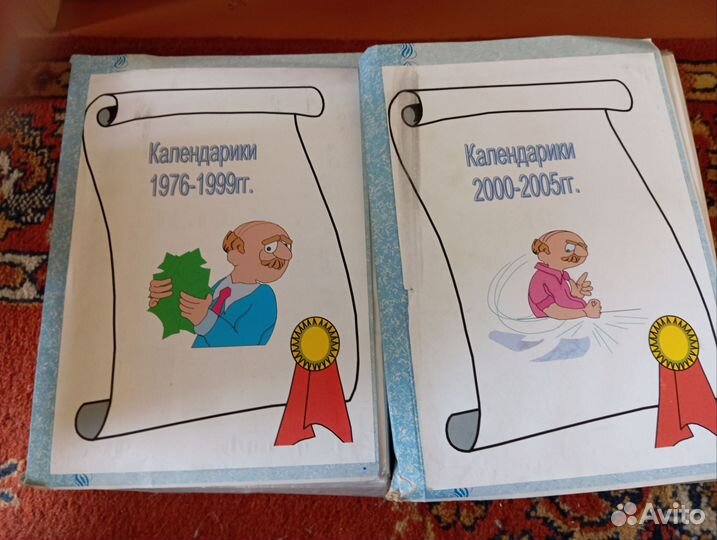 Календарики
1976-1999гг.
Календарики
2000-2005гг.
Avito